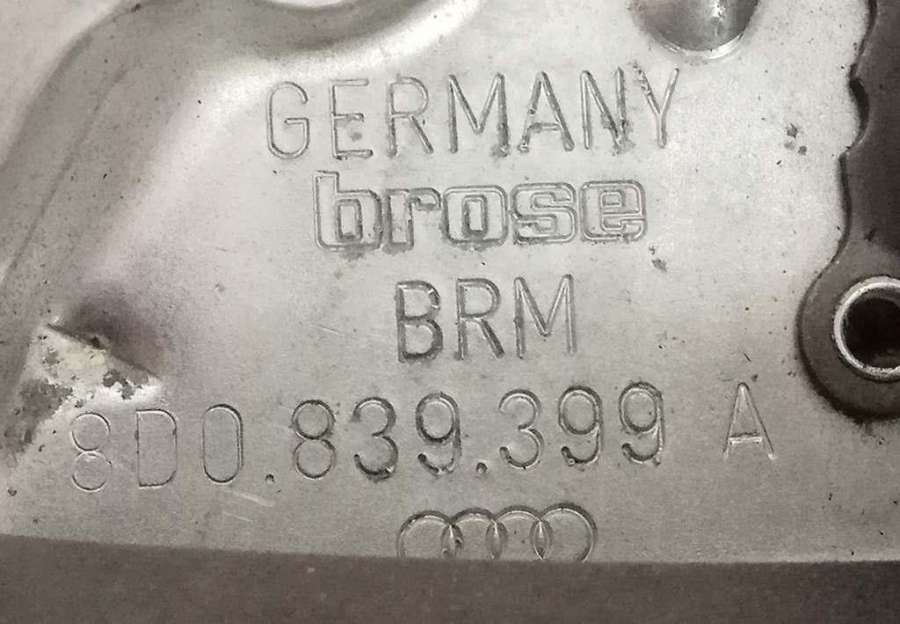 GERMANY
brose
BRM
8D0.839.399 A